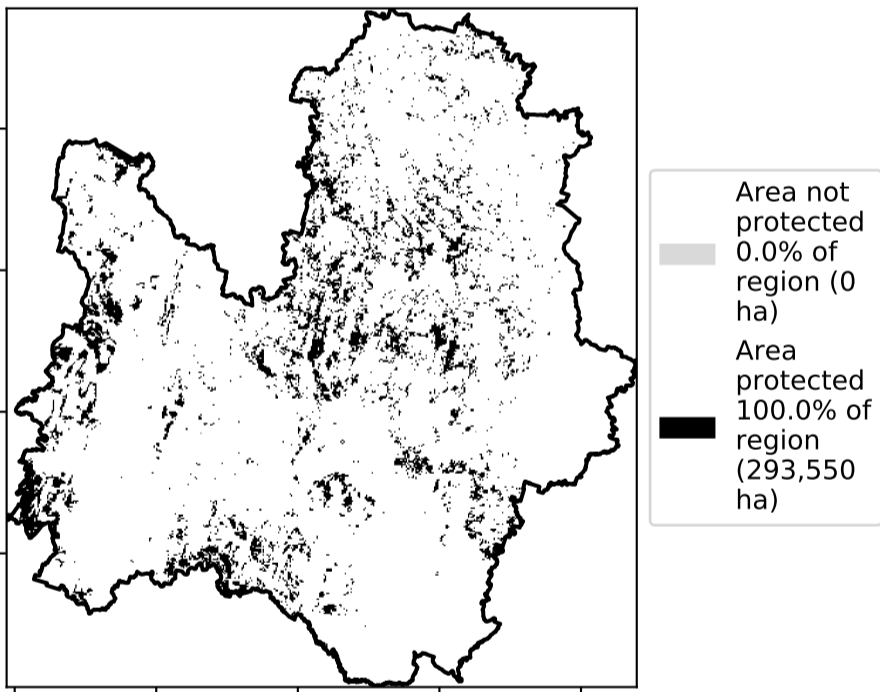 Area not
protected
0.0% of
region (0
ha)
Area
protected
100.0% of
region
(293,550
ha)